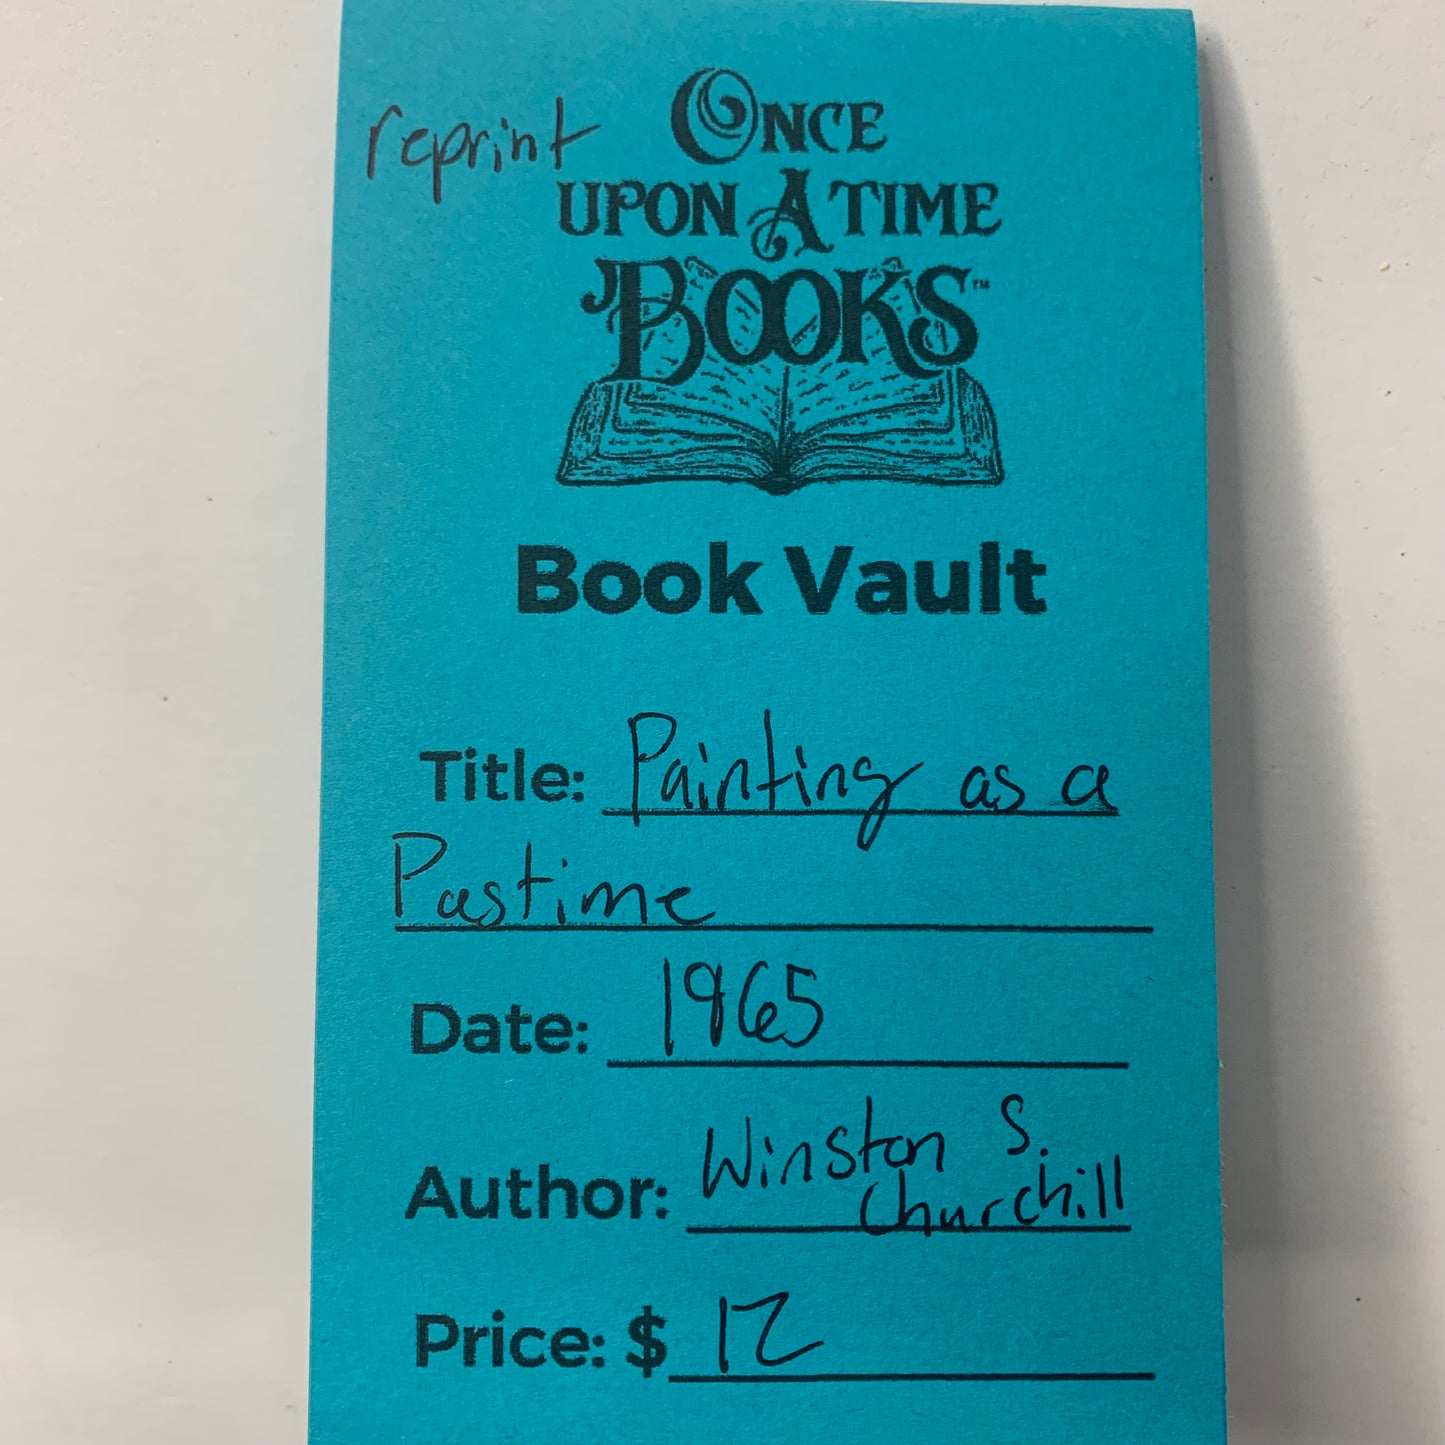 reprint
ONCE
UPON A TIME
BOOKS™
Book Vault
Title: Painting as a
Pastime
Date: 1965
Author: Winston S.
Churchill
Price: $ 12